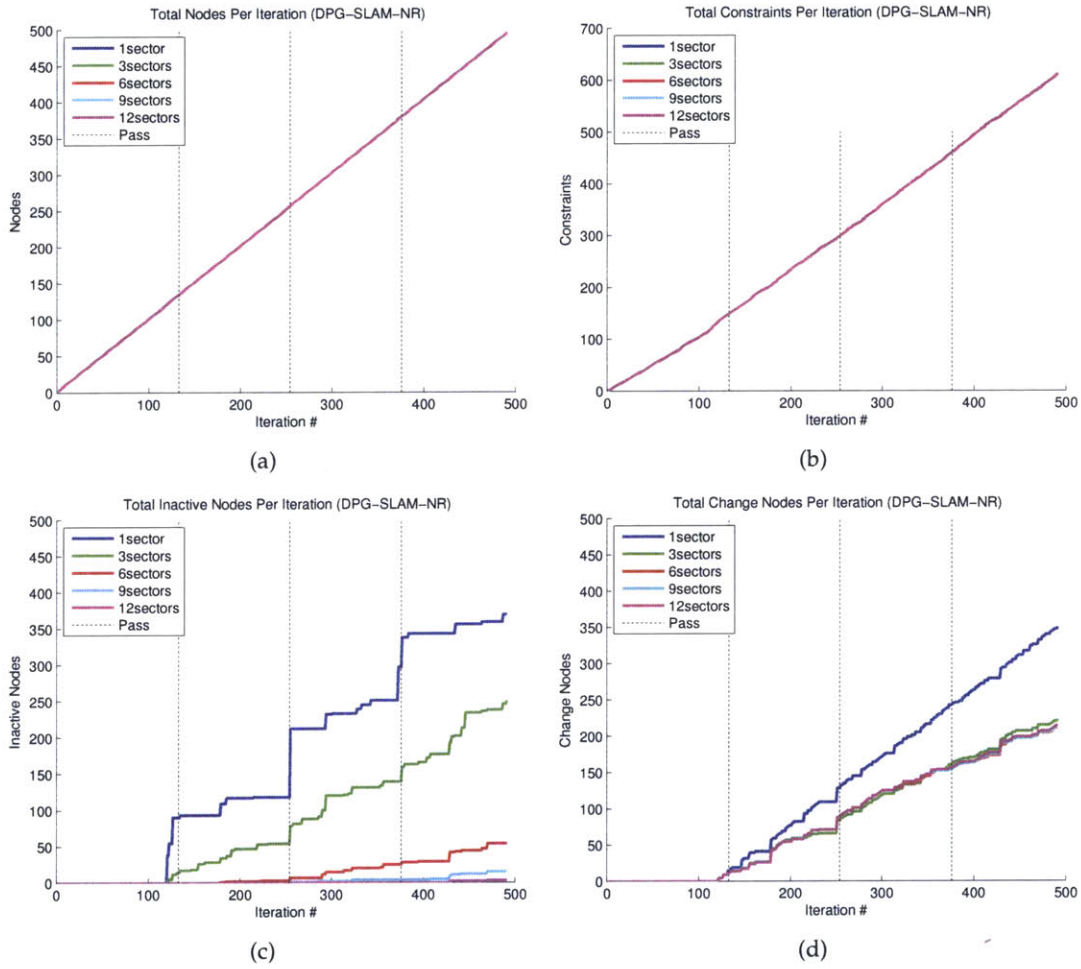 Total Nodes Per Iteration (DPG-SLAM-NR)
500
450
400
350
300
250
200
150
100
50
0
Nodes
1sector
3sectors
6sectors
9sectors
12sectors
Pass
0 100 200 300 400 500
Iteration #
(a)
Total Constraints Per Iteration (DPG-SLAM-NR)
700
600
500
400
300
200
100
0
Constraints
1sector
3sectors
6sectors
9sectors
12sectors
Pass
0 100 200 300 400 500
Iteration #
(b)
Total Inactive Nodes Per Iteration (DPG-SLAM-NR)
500
450
400
350
300
250
200
150
100
50
0
Inactive Nodes
1sector
3sectors
6sectors
9sectors
12sectors
Pass
0 100 200 300 400 500
Iteration #
(c)
Total Change Nodes Per Iteration (DPG-SLAM-NR)
500
450
400
350
300
250
200
150
100
50
0
Change Nodes
1sector
3sectors
6sectors
9sectors
12sectors
Pass
0 100 200 300 400 500
Iteration #
(d)